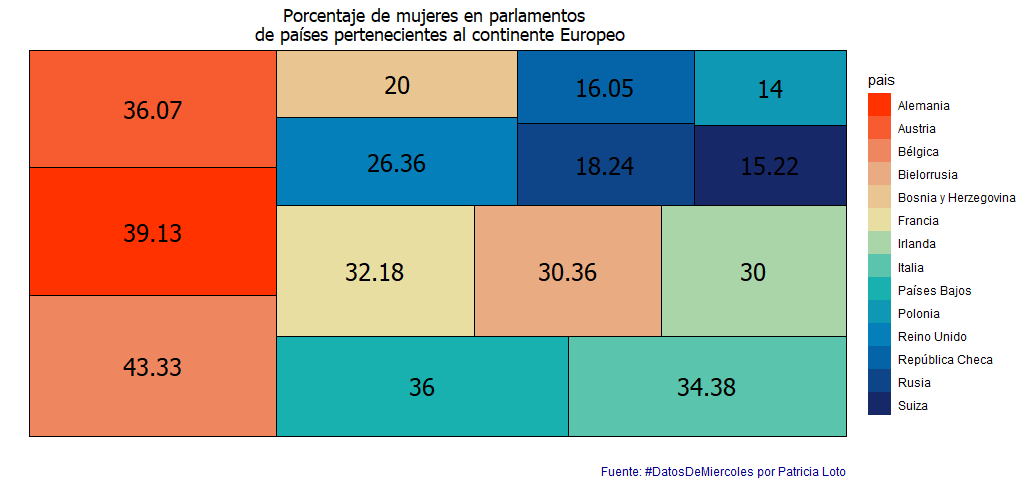 Porcentaje de mujeres en parlamentos
de países pertenecientes al continente Europeo
36.07
39.13
43.33
20
26.36
16.05
14
18.24
15.22
32.18
30.36
30
36
34.38
pais
Alemania
Austria
Bélgica
Bielorrusia
Bosnia y Herzegovina
Francia
Irlanda
Italia
Países Bajos
Polonia
Reino Unido
República Checa
Rusia
Suiza
Fuente: #DatosDeMiercoles por Patricia Loto